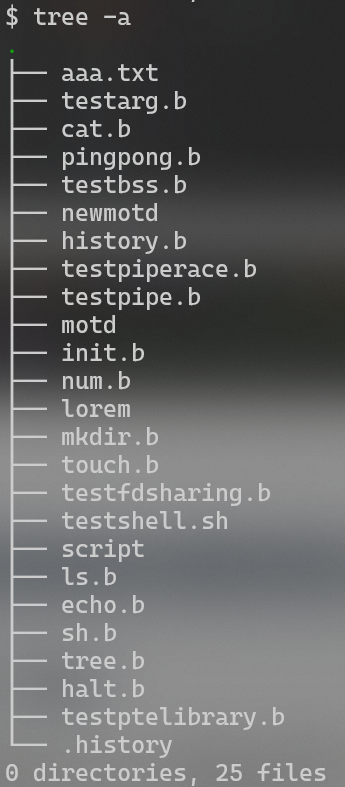 $ tree -a
.
├── aaa.txt
├── testarg.b
├── cat.b
├── pingpong.b
├── testbss.b
├── newmotd
├── history.b
├── testpiperace.b
├── testpipe.b
├── motd
├── init.b
├── num.b
├── lorem
├── mkdir.b
├── touch.b
├── testfdsharing.b
├── testshell.sh
├── script
├── ls.b
├── echo.b
├── sh.b
├── tree.b
├── halt.b
├── testptelibrary.b
└── .history
0 directories, 25 files